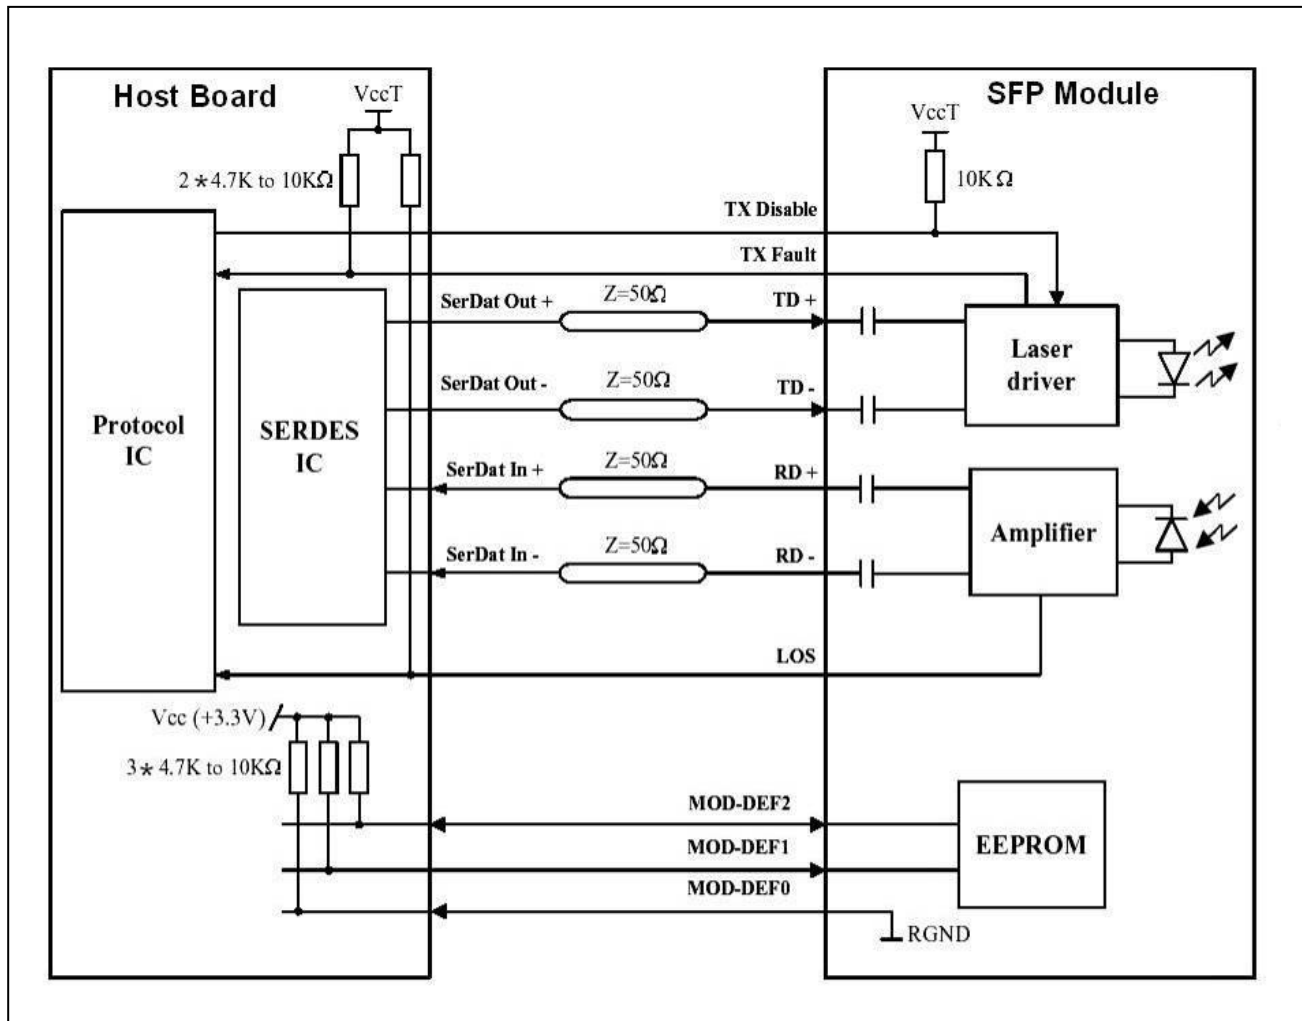 Host Board
VccT
2*4.7K to 10KΩ
SFP Module
VccT
10KΩ
TX Disable
TX Fault
SerDat Out +
Z=50Ω
TD +
SerDat Out -
Z=50Ω
TD -
Laser
driver
Protocol
IC
SERDES
IC
SerDat In +
Z=50Ω
RD +
SerDat In -
Z=50Ω
RD -
Amplifier
LOS
Vcc (+3.3V)
3*4.7K to 10KΩ
MOD-DEF2
MOD-DEF1
MOD-DEF0
EEPROM
RGND